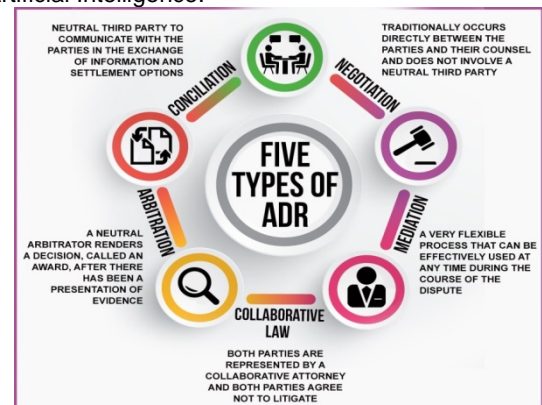 artificial intelligence.
NEUTRAL THIRD PARTY TO
COMMUNICATE WITH THE
PARTIES IN THE EXCHANGE
OF INFORMATION AND
SETTLEMENT OPTIONS
TRADITIONALLY OCCURS
DIRECTLY BETWEEN THE
PARTIES AND THEIR COUNSEL
AND DOES NOT INVOLVE A
NEUTRAL THIRD PARTY
CONCILIATION
NEGOTIATION
FIVE
TYPES OF
ADR
ARBITRATION
MEDIATION
A NEUTRAL
ARBITRATOR RENDERS
A DECISION, CALLED AN
AWARD, AFTER THERE
HAS BEEN A
PRESENTATION OF
EVIDENCE
A VERY FLEXIBLE
PROCESS THAT CAN BE
EFFECTIVELY USED AT
ANY TIME DURING THE
COURSE OF THE
DISPUTE
COLLABORATIVE
LAW
BOTH PARTIES ARE
REPRESENTED BY A
COLLABORATIVE ATTORNEY
AND BOTH PARTIES AGREE
NOT TO LITIGATE